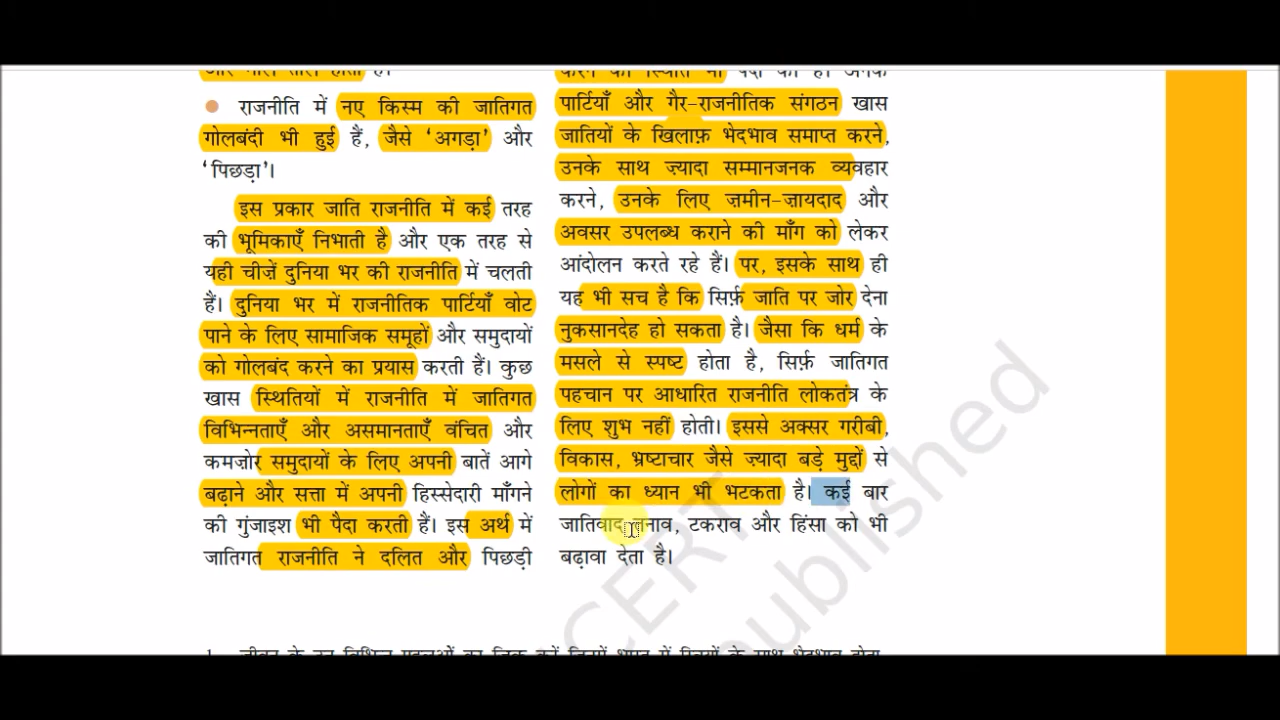 राजनीति में नए किस्म की जातिगत
गोलबंदी भी हुई हैं, जैसे ‘अगड़ा’ और
‘पिछड़ा’।
इस प्रकार जाति राजनीति में कई तरह
की भूमिकाएँ निभाती है और एक तरह से
यही चीज़ें दुनिया भर की राजनीति में चलती
हैं। दुनिया भर में राजनीतिक पार्टियाँ वोट
पाने के लिए सामाजिक समूहों और समुदायों
को गोलबंद करने का प्रयास करती हैं। कुछ
खास स्थितियों में राजनीति में जातिगत
विभिन्नताएँ और असमानताएँ वंचित और
कमज़ोर समुदायों के लिए अपनी बातें आगे
बढ़ाने और सत्ता में अपनी हिस्सेदारी माँगने
की गुंजाइश भी पैदा करती हैं। इस अर्थ में
जातिगत राजनीति ने दलित और पिछड़ी
पार्टियाँ और गैर-राजनीतिक संगठन खास
जातियों के खिलाफ़ भेदभाव समाप्त करने,
उनके साथ ज़्यादा सम्मानजनक व्यवहार
करने, उनके लिए ज़मीन-ज़ायदाद और
अवसर उपलब्ध कराने की माँग को लेकर
आंदोलन करते रहे हैं। पर, इसके साथ ही
यह भी सच है कि सिर्फ़ जाति पर जोर देना
नुकसानदेह हो सकता है। जैसा कि धर्म के
मसले से स्पष्ट होता है, सिर्फ़ जातिगत
पहचान पर आधारित राजनीति लोकतंत्र के
लिए शुभ नहीं होती। इससे अक्सर गरीबी,
विकास, भ्रष्टाचार जैसे ज़्यादा बड़े मुद्दों से
लोगों का ध्यान भी भटकता है। कई बार
जातिवाद तनाव, टकराव और हिंसा को भी
बढ़ावा देता है।
CERT
published